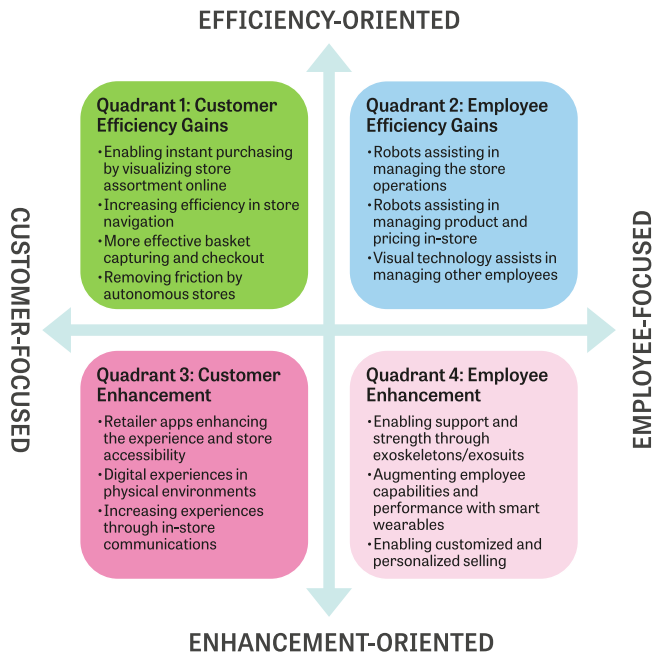 EFFICIENCY-ORIENTED
Quadrant 1: Customer
Efficiency Gains
•Enabling instant purchasing
by visualizing store
assortment online
•Increasing efficiency in store
navigation
•More effective basket
capturing and checkout
•Removing friction by
autonomous stores
Quadrant 2: Employee
Efficiency Gains
•Robots assisting in
managing the store
operations
•Robots assisting in
managing product and
pricing in-store
•Visual technology assists in
managing other employees
CUSTOMER-FOCUSED
EMPLOYEE-FOCUSED
Quadrant 3: Customer
Enhancement
•Retailer apps enhancing
the experience and store
accessibility
•Digital experiences in
physical environments
•Increasing experiences
through in-store
communications
Quadrant 4: Employee
Enhancement
•Enabling support and
strength through
exoskeletons/exosuits
•Augmenting employee
capabilities and
performance with smart
wearables
•Enabling customized and
personalized selling
ENHANCEMENT-ORIENTED